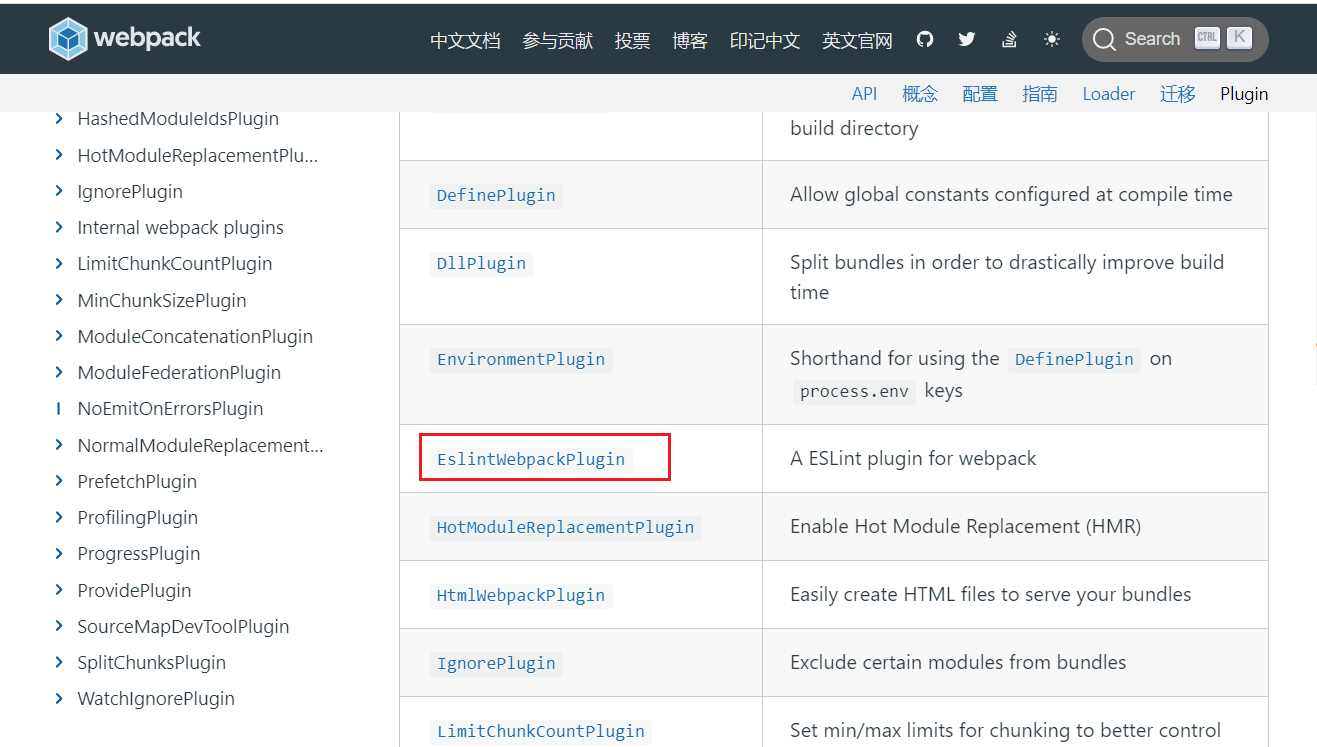 webpack
中文文档 参与贡献 投票 博客 印记中文 英文官网 Search CTRL K
API 概念 配置 指南 Loader 迁移 Plugin
HashedModuleIdsPlugin
HotModuleReplacementPlu...
IgnorePlugin
Internal webpack plugins
LimitChunkCountPlugin
MinChunkSizePlugin
ModuleConcatenationPlugin
ModuleFederationPlugin
NoEmitOnErrorsPlugin
NormalModuleReplacement...
PrefetchPlugin
ProfilingPlugin
ProgressPlugin
ProvidePlugin
SourceMapDevToolPlugin
SplitChunksPlugin
WatchIgnorePlugin
build directory
DefinePlugin
Allow global constants configured at compile time
DllPlugin
Split bundles in order to drastically improve build
time
EnvironmentPlugin
Shorthand for using the DefinePlugin on
process.env keys
EslintWebpackPlugin
A ESLint plugin for webpack
HotModuleReplacementPlugin
Enable Hot Module Replacement (HMR)
HtmlWebpackPlugin
Easily create HTML files to serve your bundles
IgnorePlugin
Exclude certain modules from bundles
LimitChunkCountPlugin
Set min/max limits for chunking to better control